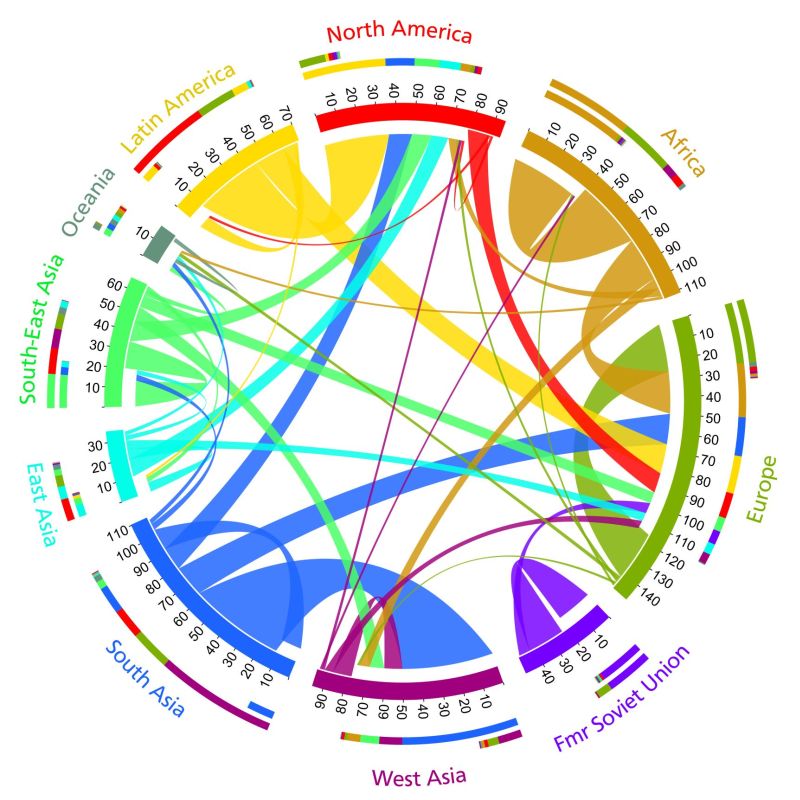 North America
10 20 30 40 50 60 70 80 90
Africa
10 20 30 40 50 60 70 80 90 100 110
Europe
10 20 30 40 50 60 70 80 90 100 110 120 130 140
Fmr Soviet Union
10 20 30 40
West Asia
10 20 30 40 50 60 70 80 90
South Asia
10 20 30 40 50 60 70 80 90 100 110
East Asia
10 20 30
South-East Asia
10 20 30 40 50 60
Oceania
10
Latin America
10 20 30 40 50 60 70